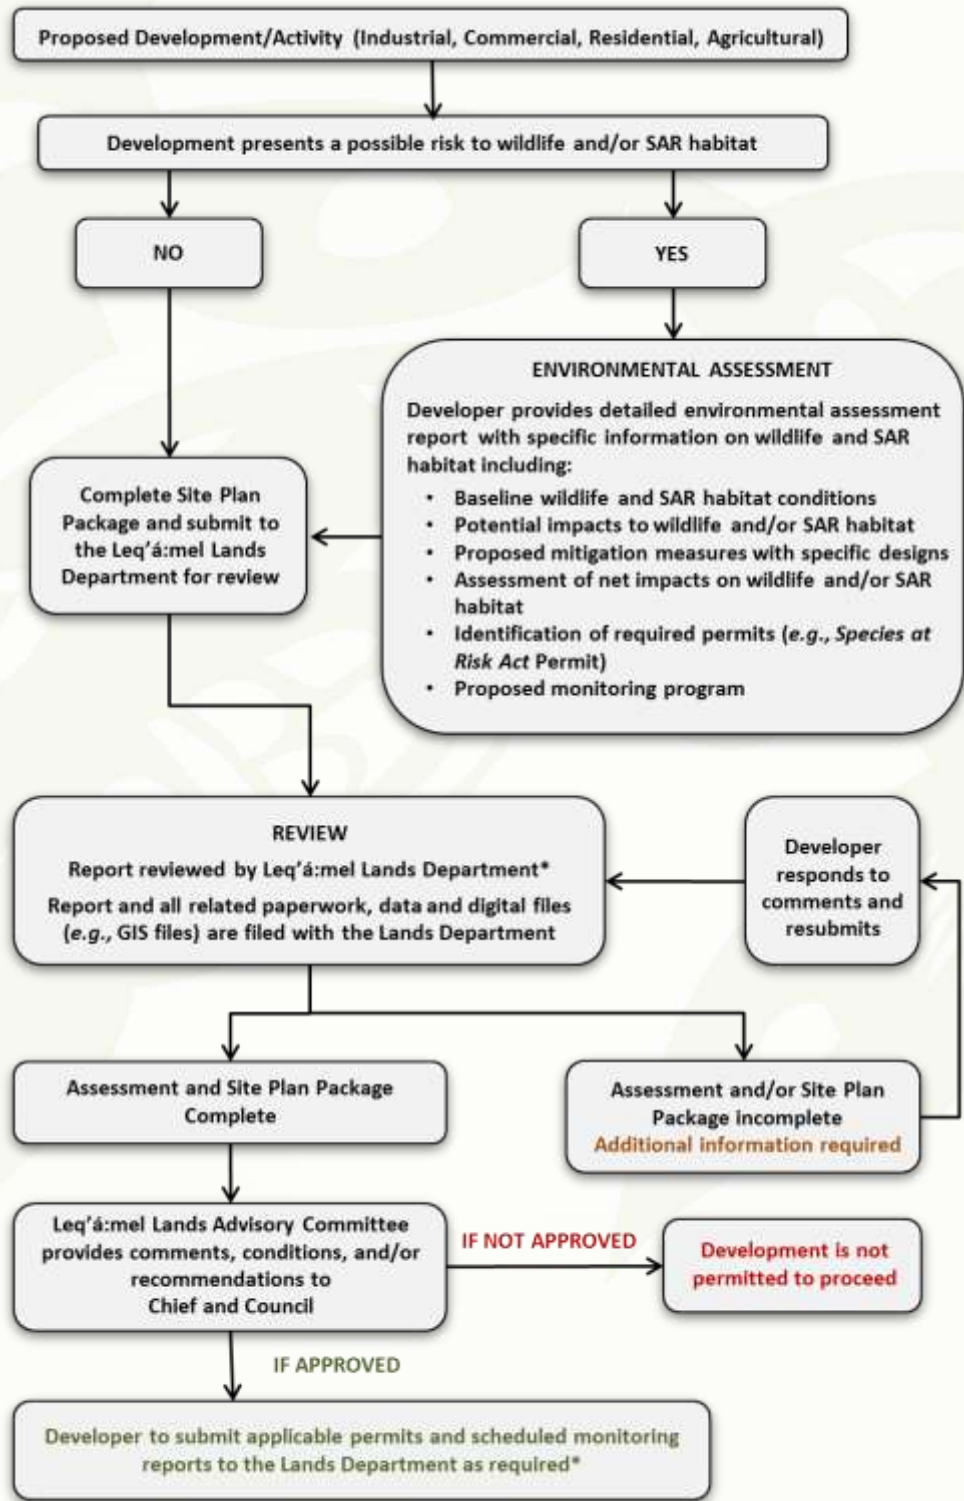 Proposed Development/Activity (Industrial, Commercial, Residential, Agricultural)
Development presents a possible risk to wildlife and/or SAR habitat
NO
YES
ENVIRONMENTAL ASSESSMENT
Developer provides detailed environmental assessment
report with specific information on wildlife and SAR
habitat including:
• Baseline wildlife and SAR habitat conditions
• Potential impacts to wildlife and/or SAR habitat
• Proposed mitigation measures with specific designs
• Assessment of net impacts on wildlife and/or SAR
habitat
• Identification of required permits (e.g., Species at
Risk Act Permit)
• Proposed monitoring program
Complete Site Plan
Package and submit to
the Leq'á:mel Lands
Department for review
REVIEW
Report reviewed by Leq'á:mel Lands Department*
Report and all related paperwork, data and digital files
(e.g., GIS files) are filed with the Lands Department
Developer
responds to
comments and
resubmits
Assessment and Site Plan Package
Complete
Assessment and/or Site Plan
Package incomplete
Additional information required
Leq'á:mel Lands Advisory Committee
provides comments, conditions, and/or
recommendations to
Chief and Council
IF NOT APPROVED
Development is not
permitted to proceed
IF APPROVED
Developer to submit applicable permits and scheduled monitoring
reports to the Lands Department as required*